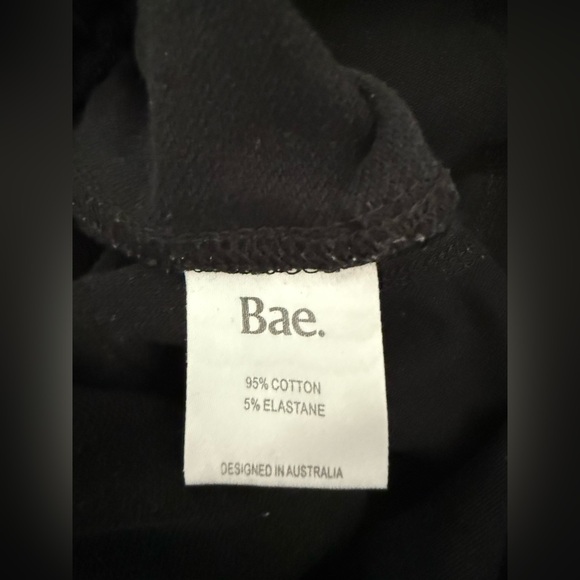 Bae.
95% COTTON
5% ELASTANE
DESIGNED IN AUSTRALIA